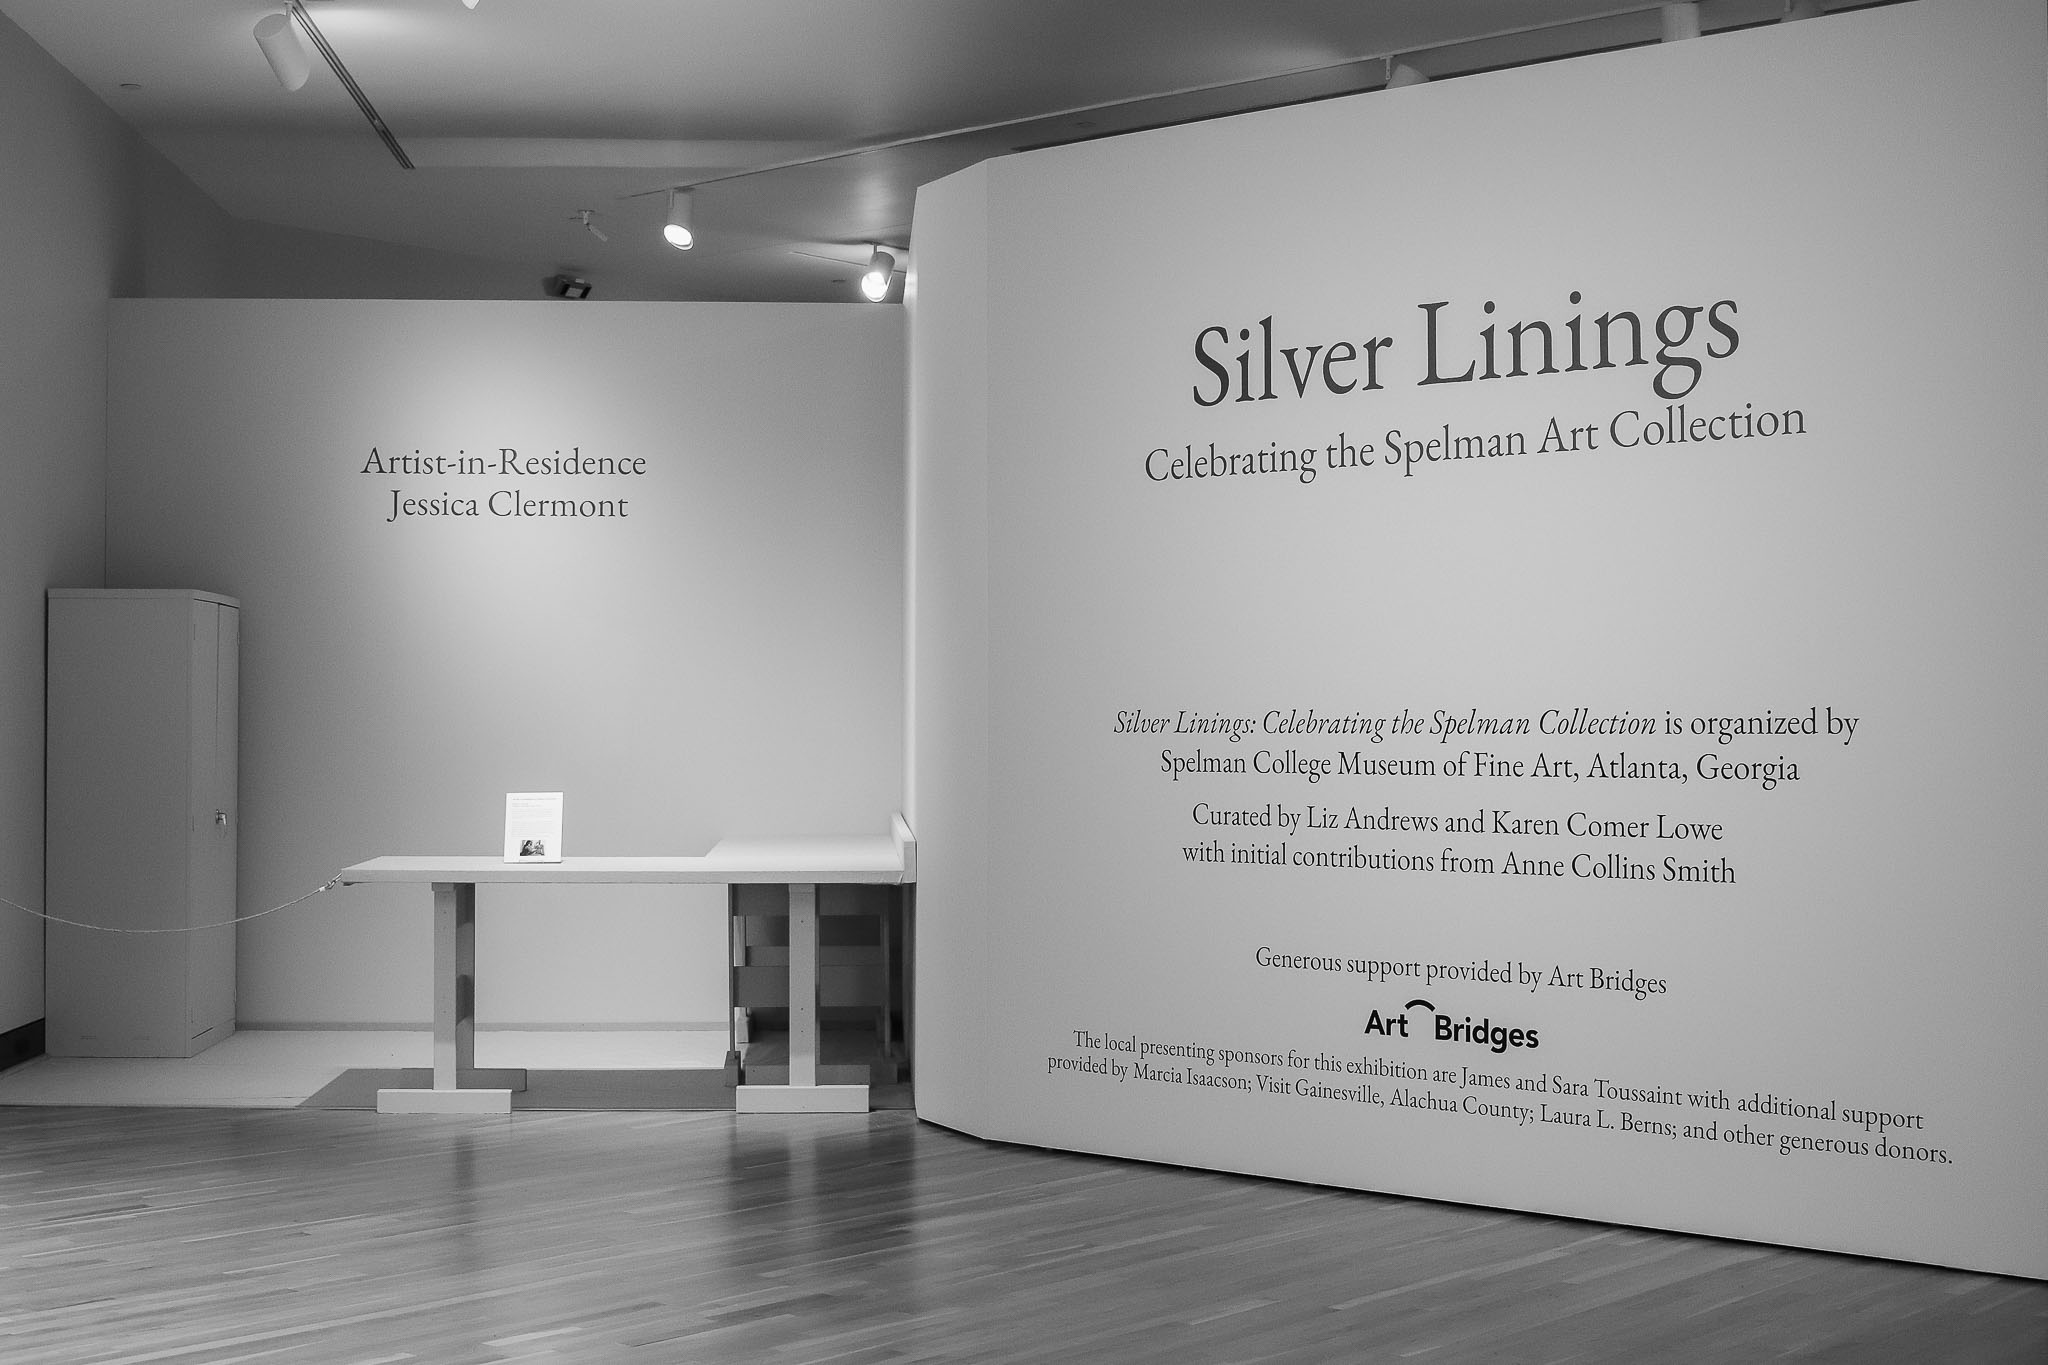 Artist-in-Residence
Jessica Clermont
Silver Linings
Celebrating the Spelman Art Collection
Silver Linings: Celebrating the Spelman Collection is organized by
Spelman College Museum of Fine Art, Atlanta, Georgia
Curated by Liz Andrews and Karen Comer Lowe
with initial contributions from Anne Collins Smith
Generous support provided by Art Bridges
Art Bridges
The local presenting sponsors for this exhibition are James and Sara Toussaint with additional support
provided by Marcia Isaacson; Visit Gainesville, Alachua County; Laura L. Berns; and other generous donors.